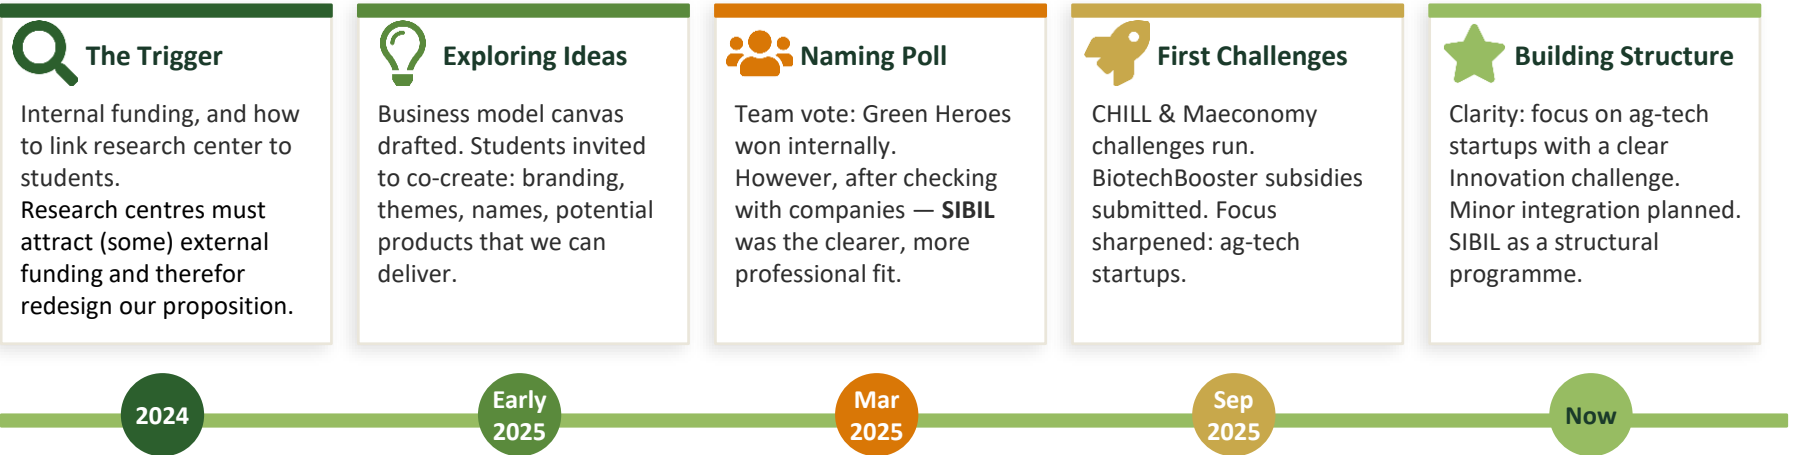 The Trigger
Internal funding, and how
to link research center to
students.
Research centres must
attract (some) external
funding and therefor
redesign our proposition.
Exploring Ideas
Business model canvas
drafted. Students invited
to co-create: branding,
themes, names, potential
products that we can
deliver.
Naming Poll
Team vote: Green Heroes
won internally.
However, after checking
with companies — SIBIL
was the clearer, more
professional fit.
First Challenges
CHILL & Maeconomy
challenges run.
BiotechBooster subsidies
submitted. Focus
sharpened: ag-tech
startups.
Building Structure
Clarity: focus on ag-tech
startups with a clear
Innovation challenge.
Minor integration planned.
SIBIL as a structural
programme.
2024
Early
2025
Mar
2025
Sep
2025
Now